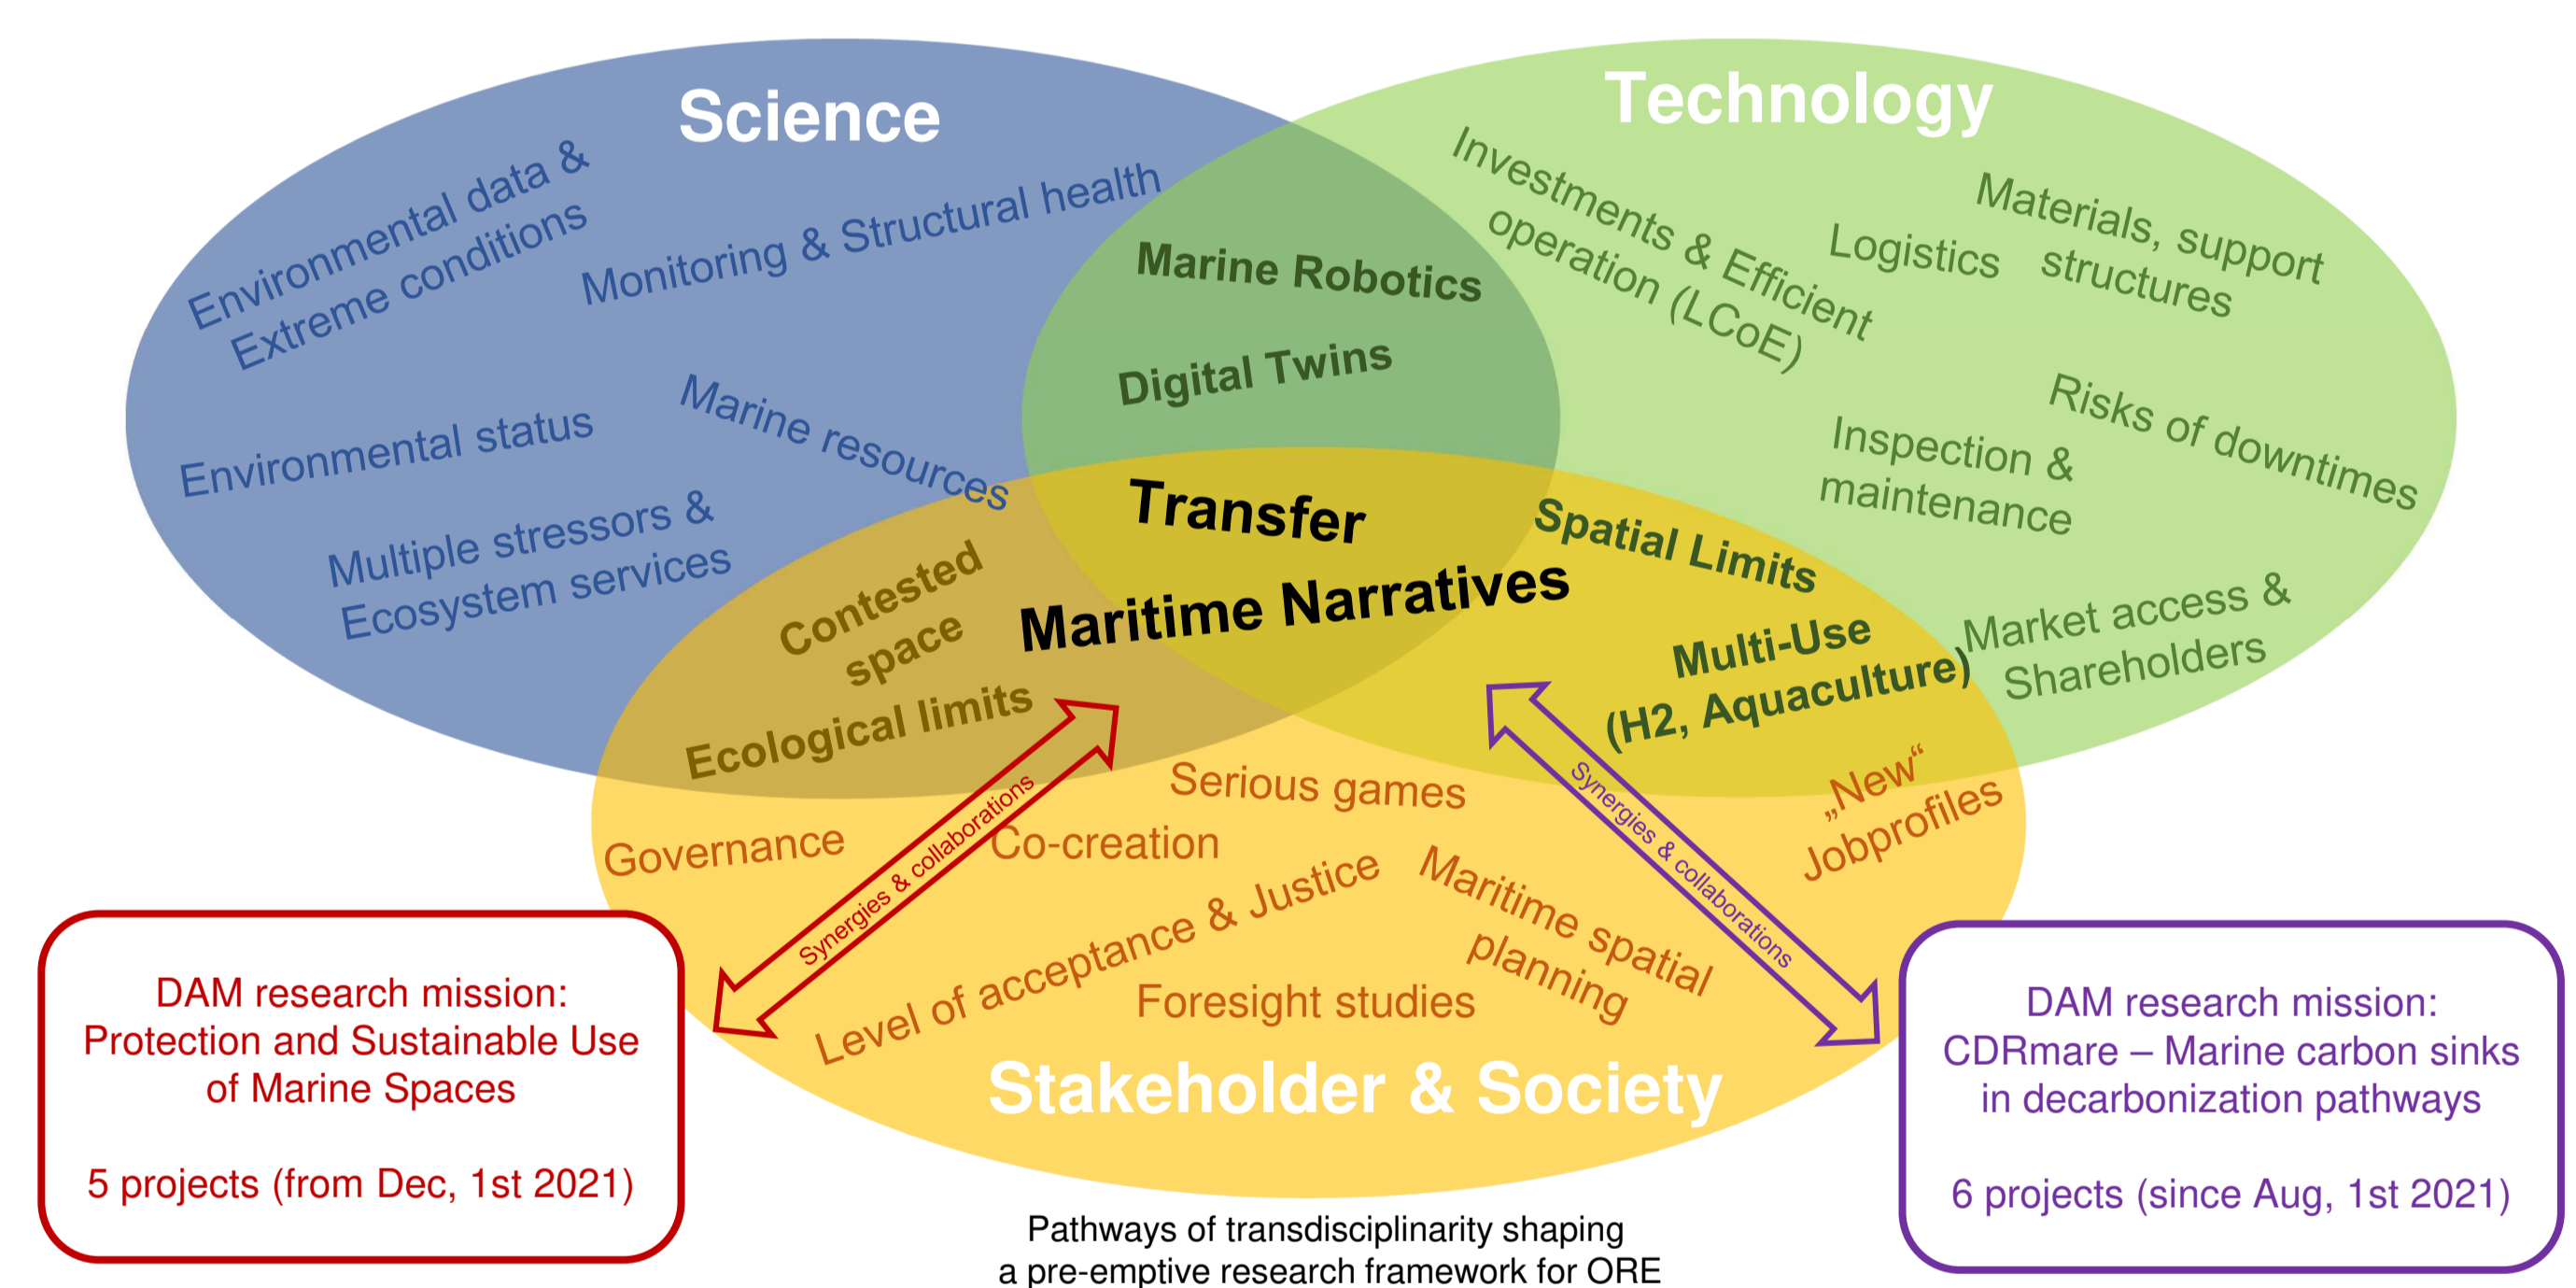 Science
Environmental data &
Extreme conditions
Monitoring & Structural health
Environmental status
Marine resources
Multiple stressors &
Ecosystem services
Technology
Investments & Efficient
operation (LCoE)
Logistics
Materials, support
structures
Risks of downtimes
Inspection &
maintenance
Market access &
Shareholders
Marine Robotics
Digital Twins
Transfer
Maritime Narratives
Contested
space
Ecological limits
Spatial Limits
Multi-Use
(H2, Aquaculture)
Serious games
Governance
Co-creation
„New“
Jobprofiles
Level of acceptance & Justice
Maritime spatial
planning
Foresight studies
Stakeholder & Society
Synergies & collaborations
Synergies & collaborations
DAM research mission:
Protection and Sustainable Use
of Marine Spaces
5 projects (from Dec, 1st 2021)
DAM research mission:
CDRmare – Marine carbon sinks
in decarbonization pathways
6 projects (since Aug, 1st 2021)
Pathways of transdisciplinarity shaping
a pre-emptive research framework for ORE